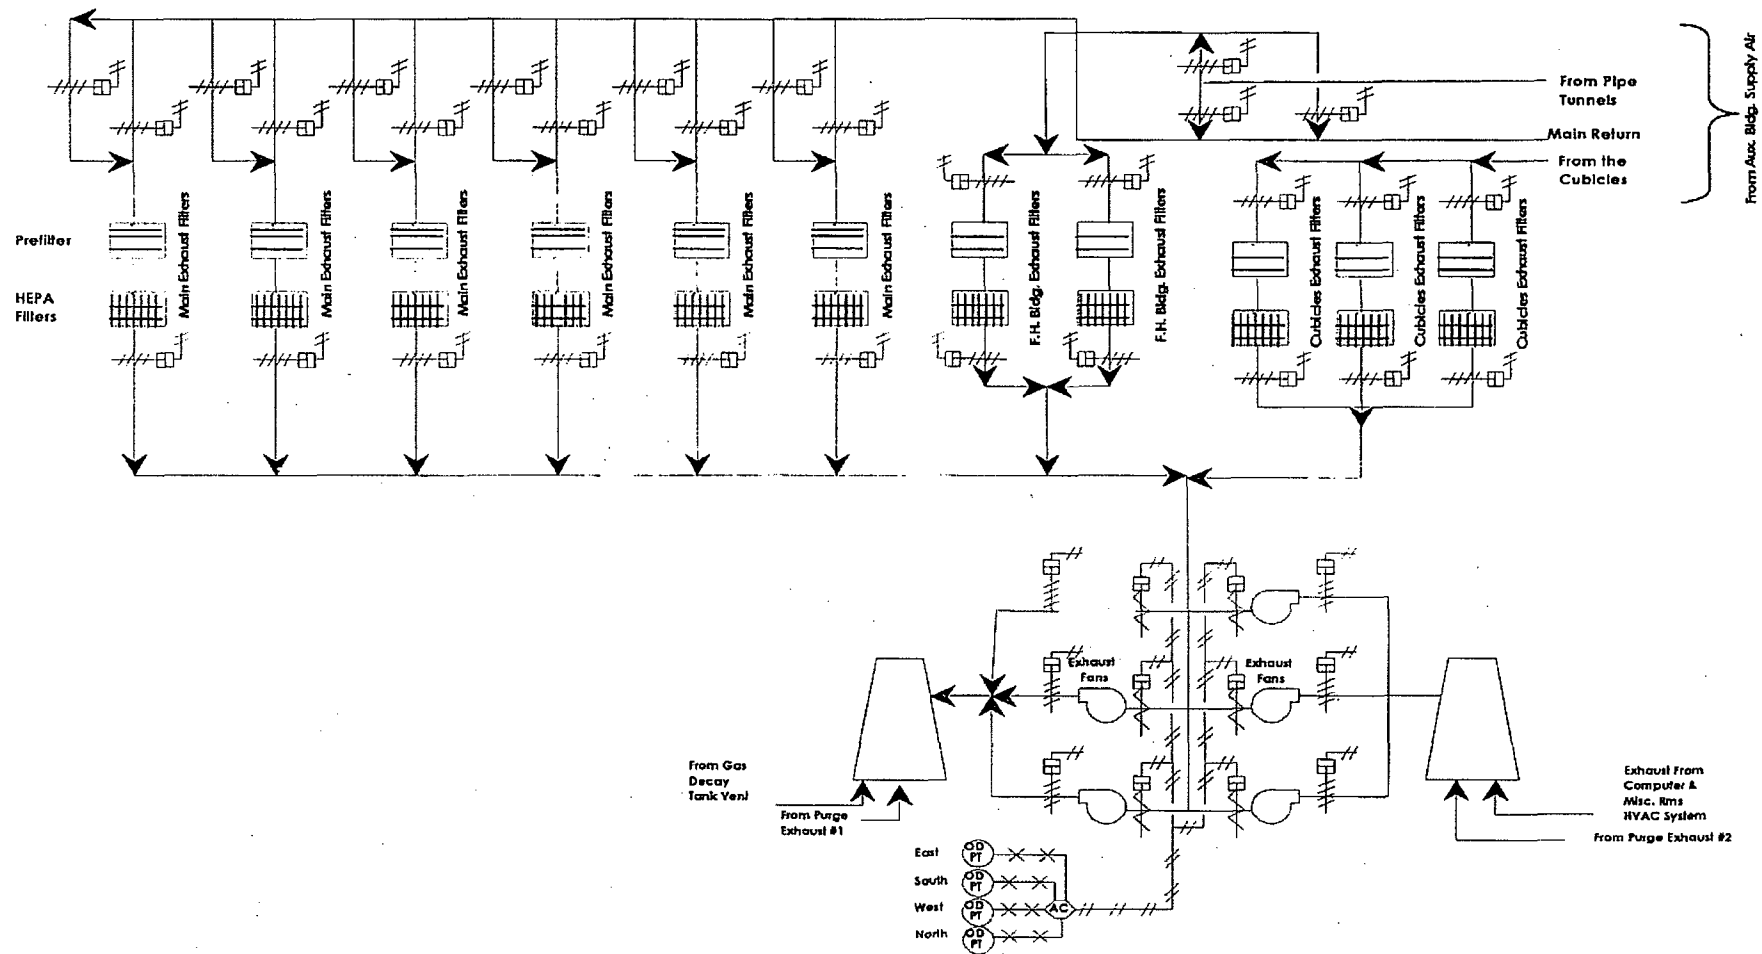 From Aux. Bldg. Supply Air
From Pipe
Tunnels
Main Return
From the
Cubicles
Prefilter
HEPA
Filters
Main Exhaust Filters
Main Exhaust Filters
Main Exhaust Filters
Main Exhaust Filters
Main Exhaust Filters
Main Exhaust Filters
F.H. Bldg. Exhaust Filters
F.H. Bldg. Exhaust Filters
Cubicles Exhaust Filters
Cubicles Exhaust Filters
Cubicles Exhaust Filters
Exhaust
Fans
Exhaust
Fans
From Gas
Decay
Tank Vent
From Purge
Exhaust #1
Exhaust From
Computer &
Misc. Rms
HVAC System
From Purge Exhaust #2
East
OD
PT
South
OD
PT
West
OD
PT
AC
North
OD
PT